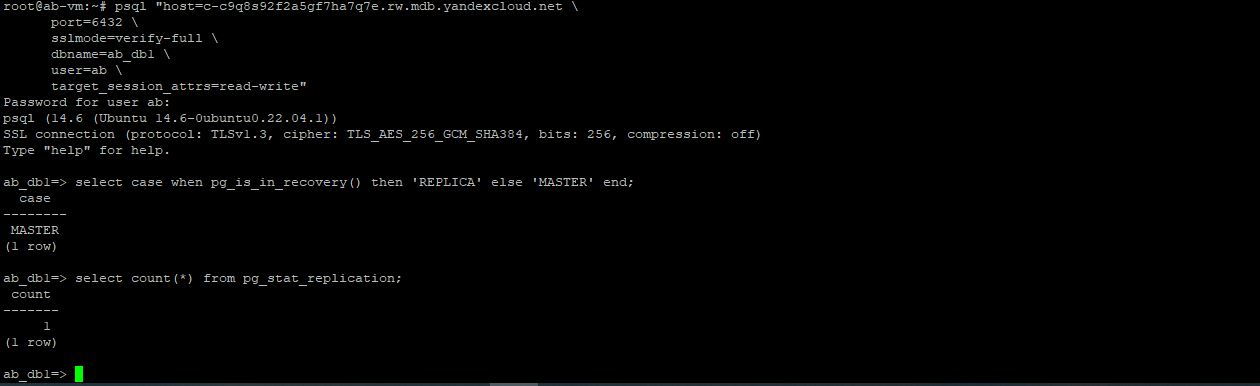 root@ab-vm:~# psql "host=c-c9q8s92f2a5gf7ha7q7e.rw.mdb.yandexcloud.net \
      port=6432 \
      sslmode=verify-full \
      dbname=ab_db1 \
      user=ab \
      target_session_attrs=read-write"
Password for user ab:
psql (14.6 (Ubuntu 14.6-0ubuntu0.22.04.1))
SSL connection (protocol: TLSv1.3, cipher: TLS_AES_256_GCM_SHA384, bits: 256, compression: off)
Type "help" for help.

ab_db1=> select case when pg_is_in_recovery() then 'REPLICA' else 'MASTER' end;
  case
--------
 MASTER
(1 row)

ab_db1=> select count(*) from pg_stat_replication;
 count
-------
     1
(1 row)

ab_db1=>